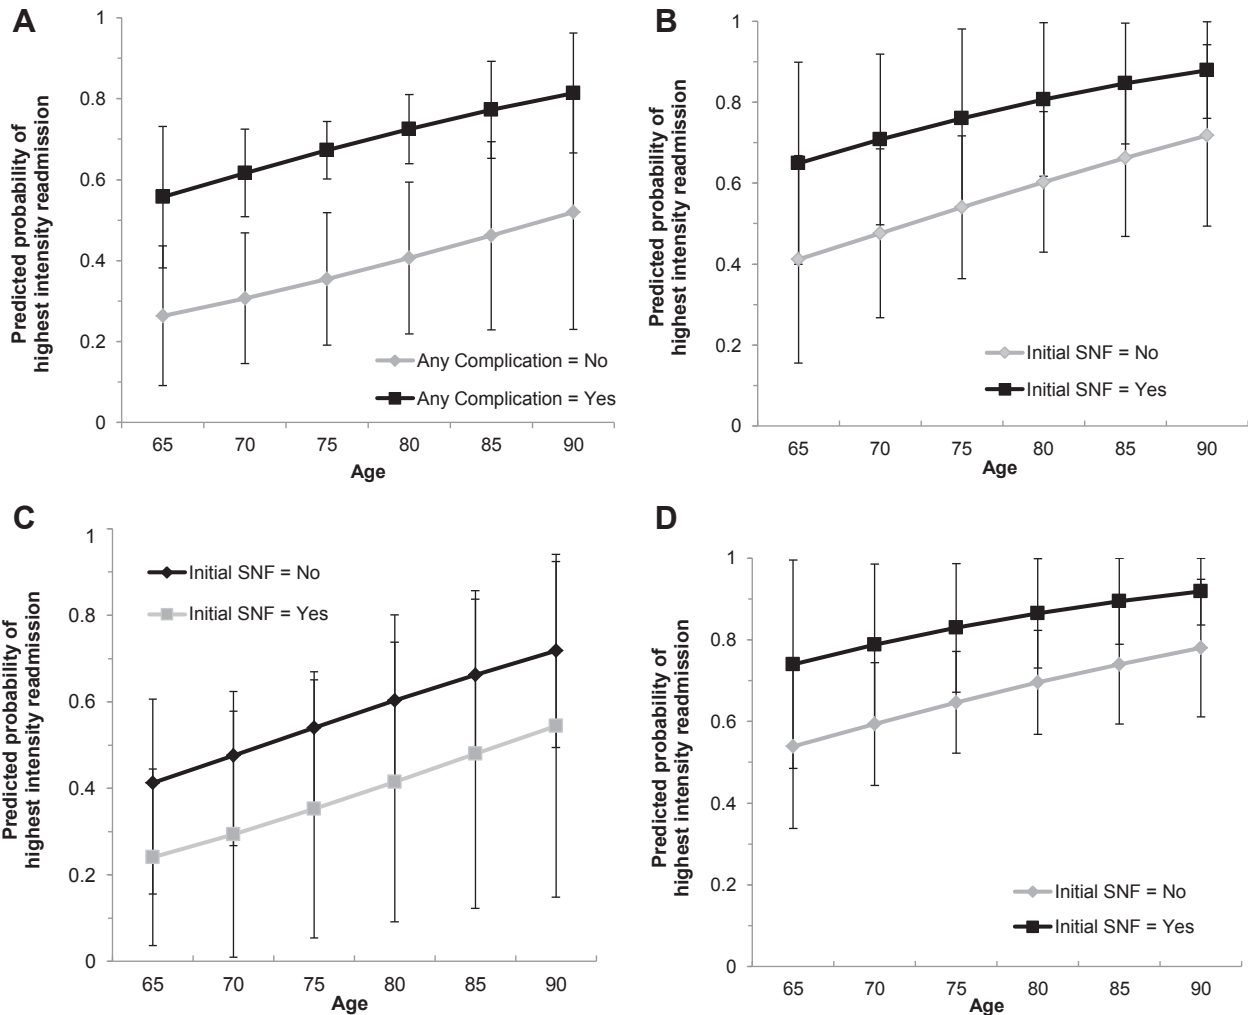 A
Predicted probability of
highest intensity readmission
1
0.8
0.6
0.4
0.2
0
Any Complication = No
Any Complication = Yes
65 70 75 80 85 90
Age
B
Predicted probability of
highest intensity readmission
1
0.8
0.6
0.4
0.2
0
Initial SNF = No
Initial SNF = Yes
65 70 75 80 85 90
Age
C
Predicted probability of
highest intensity readmission
1
0.8
0.6
0.4
0.2
0
Initial SNF = No
Initial SNF = Yes
65 70 75 80 85 90
Age
D
Predicted probability of
highest intensity readmission
1
0.8
0.6
0.4
0.2
0
Initial SNF = No
Initial SNF = Yes
65 70 75 80 85 90
Age